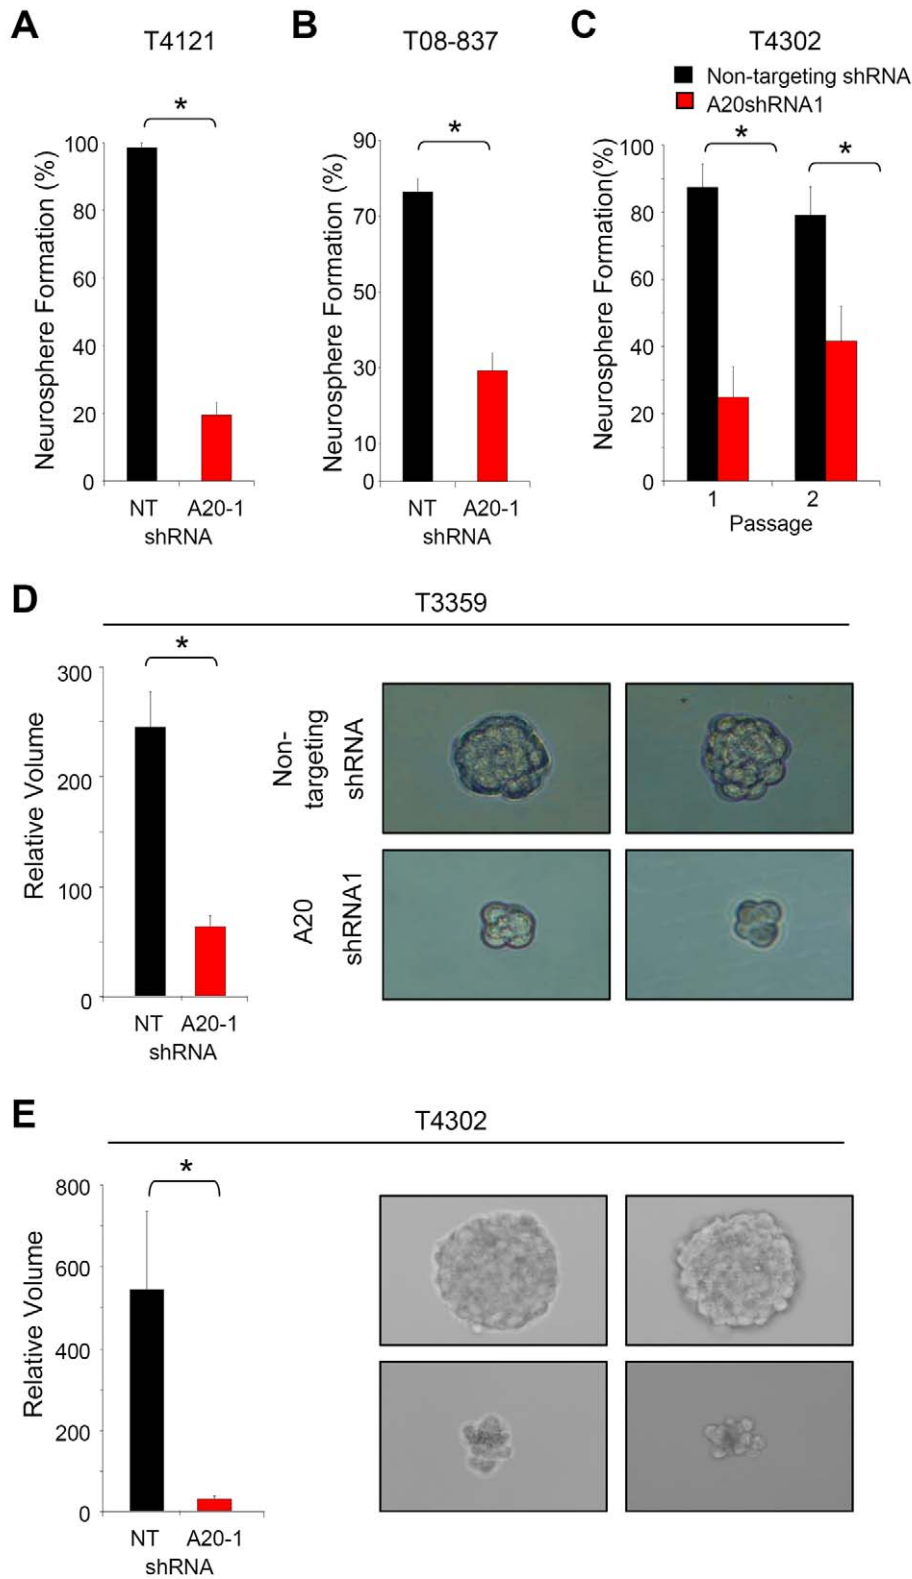 A
T4121
*
Neurosphere Formation (%)
100
80
60
40
20
0
NT A20-1
shRNA
B
T08-837
*
Neurosphere Formation (%)
90
70
50
30
10
0
NT A20-1
shRNA
C
T4302
Non-targeting shRNA
A20shRNA1
*
*
Neurosphere Formation(%)
100
80
60
40
20
0
1 2
Passage
D
T3359
*
Relative Volume
300
200
100
0
NT A20-1
shRNA
Non-
targeting
shRNA
A20
shRNA1
E
T4302
*
Relative Volume
800
600
400
200
0
NT A20-1
shRNA